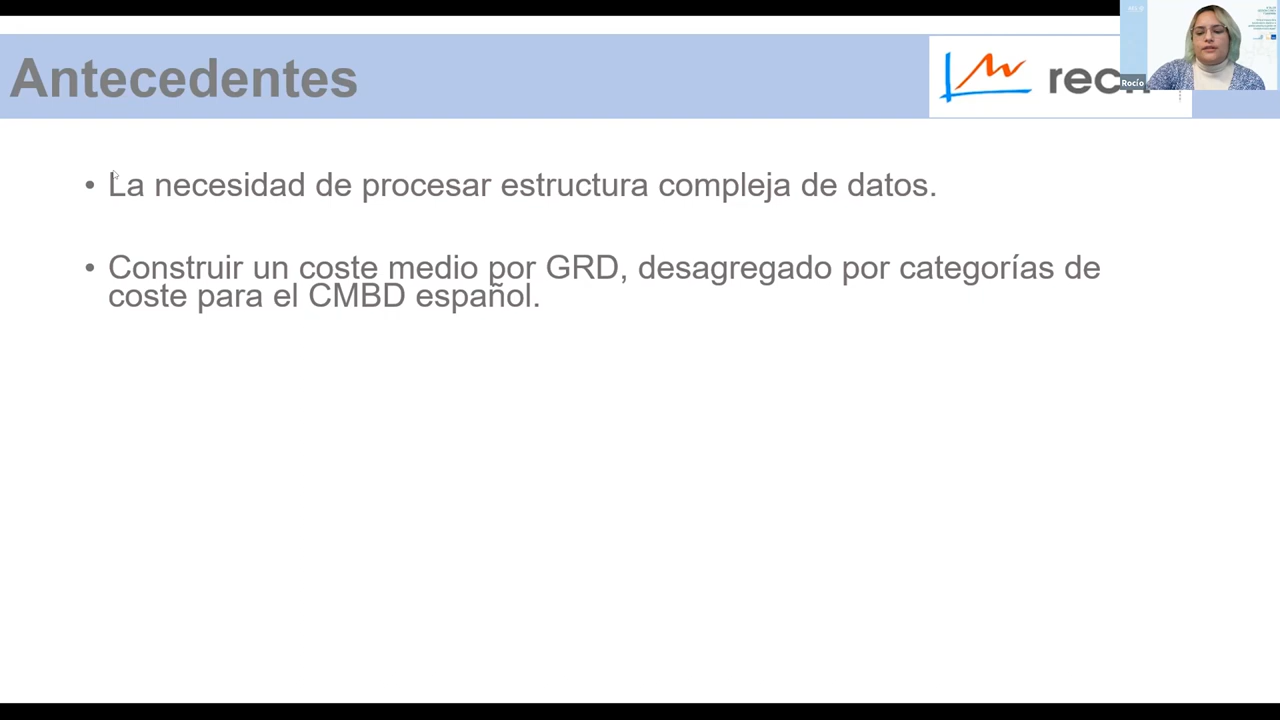 Antecedentes
Rocío
• La necesidad de procesar estructura compleja de datos.
• Construir un coste medio por GRD, desagregado por categorías de
coste para el CMBD español.